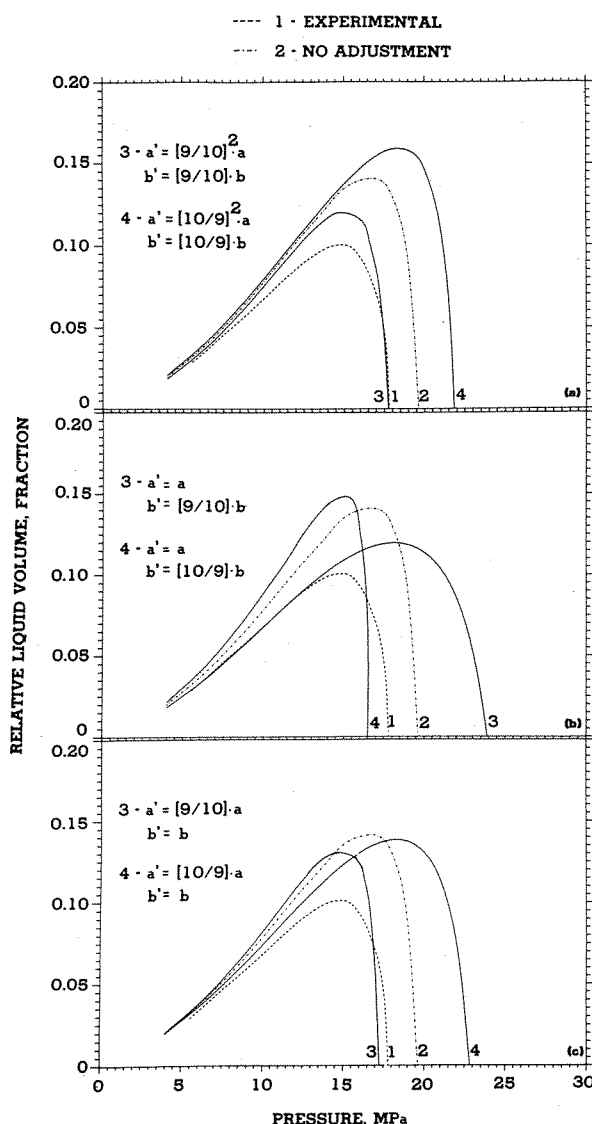 1 - EXPERIMENTAL
2 - NO ADJUSTMENT
RELATIVE LIQUID VOLUME, FRACTION
0.20
0.15
0.10
0.05
0
3 - a' = [9/10]²·a
b' = [9/10]·b
4 - a' = [10/9]²·a
b' = [10/9]·b
3 1 2 4
(a)
0.20
0.15
0.10
0.05
0
3 - a' = a
b' = [9/10]·b
4 - a' = a
b' = [10/9]·b
4 1 2 3
(b)
0.20
0.15
0.10
0.05
0
3 - a' = [9/10]·a
b' = b
4 - a' = [10/9]·a
b' = b
3 1 2 4
(c)
0 5 10 15 20 25 30
PRESSURE, MPa